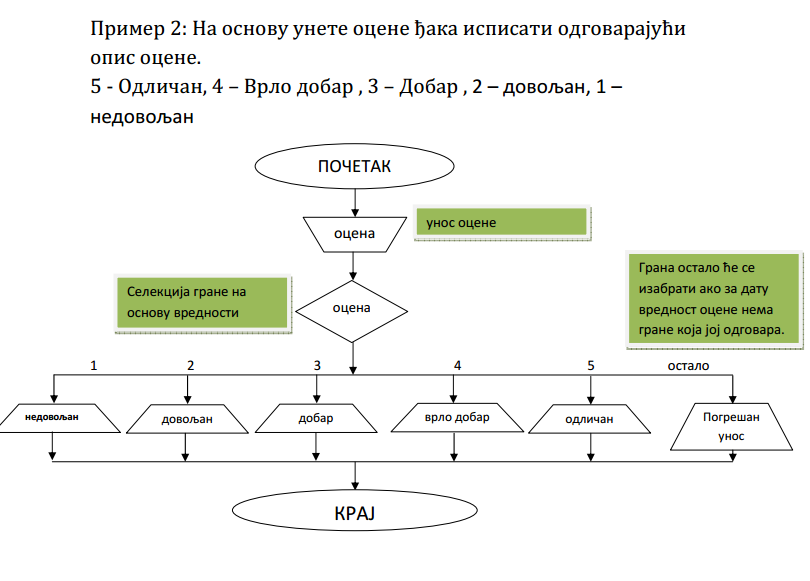 Пример 2: На основу унете оцене ђака исписати одговарајући
опис оцене.
5 - Одличан, 4 – Врло добар , 3 – Добар , 2 – довољан, 1 –
недовољан
ПОЧЕТАК
унос оцене
оцена
Грана остало ће се
изабрати ако за дату
вредност оцене нема
гране која јој одговара.
Селекција гране на
основу вредности
оцена
1 2 3 4 5 остало
недовољан довољан добар врло добар одличан Погрешан
унос
КРАЈ